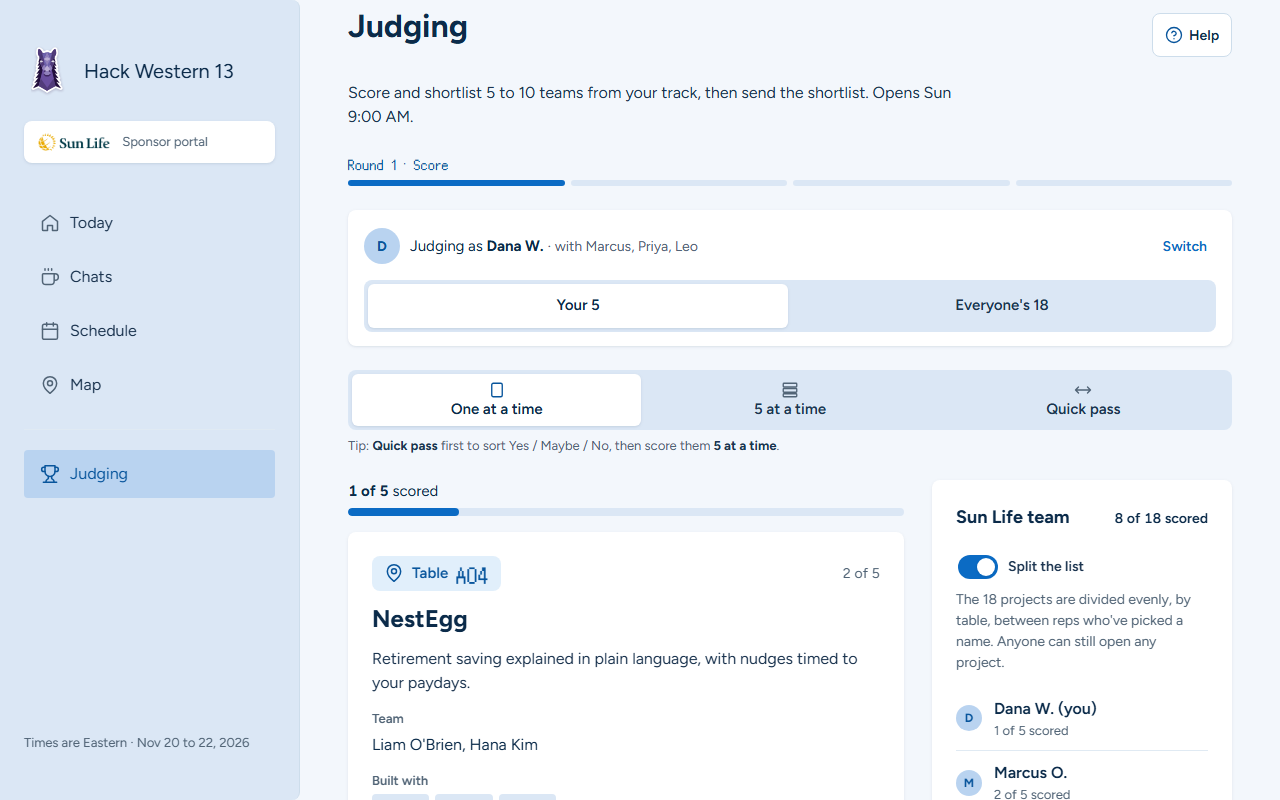 Hack Western 13
Sun Life Sponsor portal
Today
Chats
Schedule
Map
Judging
Times are Eastern · Nov 20 to 22, 2026
Judging
Help
Score and shortlist 5 to 10 teams from your track, then send the shortlist. Opens Sun
9:00 AM.
Round 1 · Score
D
Judging as Dana W. · with Marcus, Priya, Leo
Switch
Your 5
Everyone's 18
One at a time
5 at a time
Quick pass
Tip: Quick pass first to sort Yes / Maybe / No, then score them 5 at a time.
1 of 5 scored
Table A04
2 of 5
NestEgg
Retirement saving explained in plain language, with nudges timed to
your paydays.
Team
Liam O'Brien, Hana Kim
Built with
Sun Life team
8 of 18 scored
Split the list
The 18 projects are divided evenly, by
table, between reps who've picked a
name. Anyone can still open any
project.
D
Dana W. (you)
1 of 5 scored
M
Marcus O.
2 of 5 scored